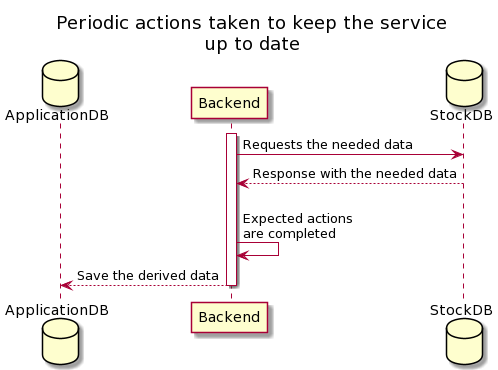 Periodic actions taken to keep the service
up to date
ApplicationDB
Backend
StockDB
Requests the needed data
Response with the needed data
Expected actions
are completed
Save the derived data
ApplicationDB
Backend
StockDB